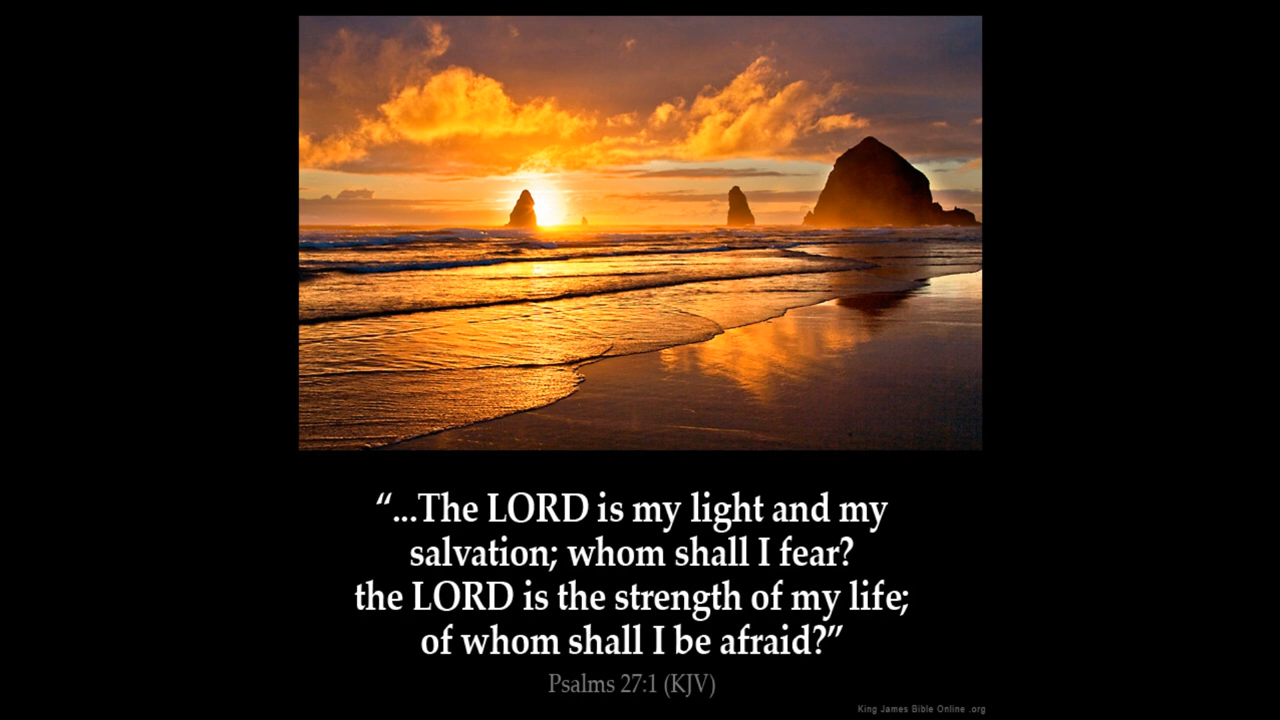 “...The LORD is my light and my
salvation; whom shall I fear?
the LORD is the strength of my life;
of whom shall I be afraid?”
Psalms 27:1 (KJV)
King James Bible Online .org